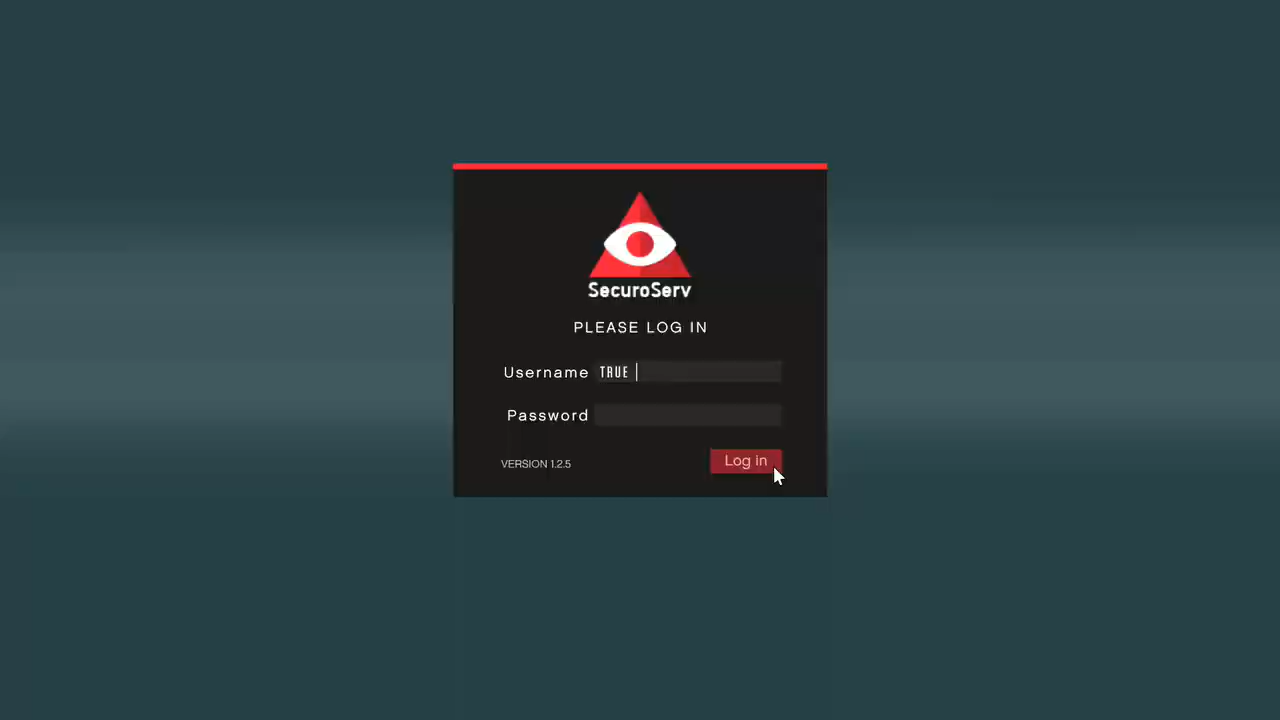 SecuroServ
PLEASE LOG IN
Username TRUE
Password
VERSION 1.2.5 Log in